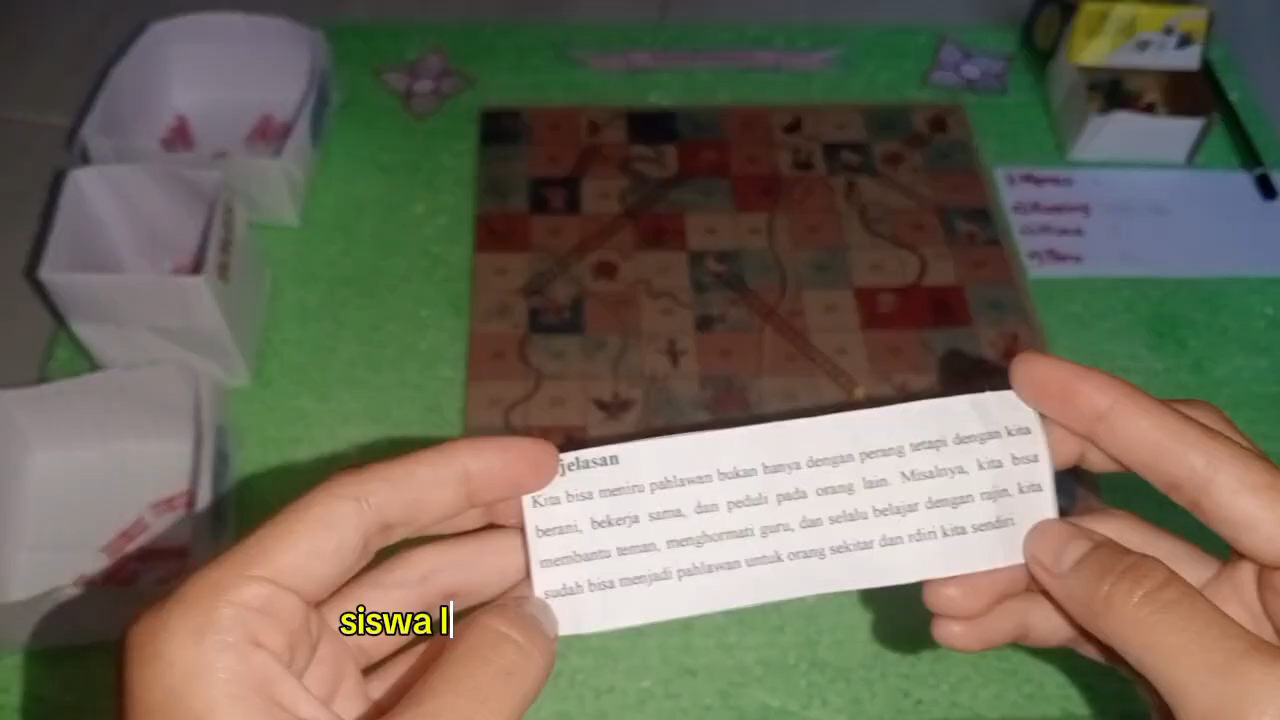 jelasan
Kita bisa meniru pahlawan bukan hanya dengan perang tetapi dengan kita
berani, bekerja sama, dan peduli pada orang lain. Misalnya, kita bisa
membantu teman, menghormati guru, dan selalu belajar dengan rajin, kita
sudah bisa menjadi pahlawan untuk orang sekitar dan rdiri kita sendiri.
siswa l